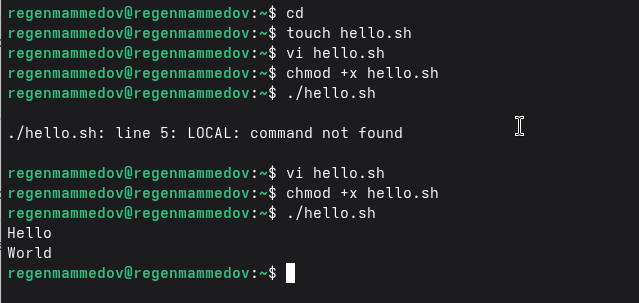 regenmammedov@regenmammedov:~$ cd
regenmammedov@regenmammedov:~$ touch hello.sh
regenmammedov@regenmammedov:~$ vi hello.sh
regenmammedov@regenmammedov:~$ chmod +x hello.sh
regenmammedov@regenmammedov:~$ ./hello.sh
./hello.sh: line 5: LOCAL: command not found
regenmammedov@regenmammedov:~$ vi hello.sh
regenmammedov@regenmammedov:~$ chmod +x hello.sh
regenmammedov@regenmammedov:~$ ./hello.sh
Hello
World
regenmammedov@regenmammedov:~$